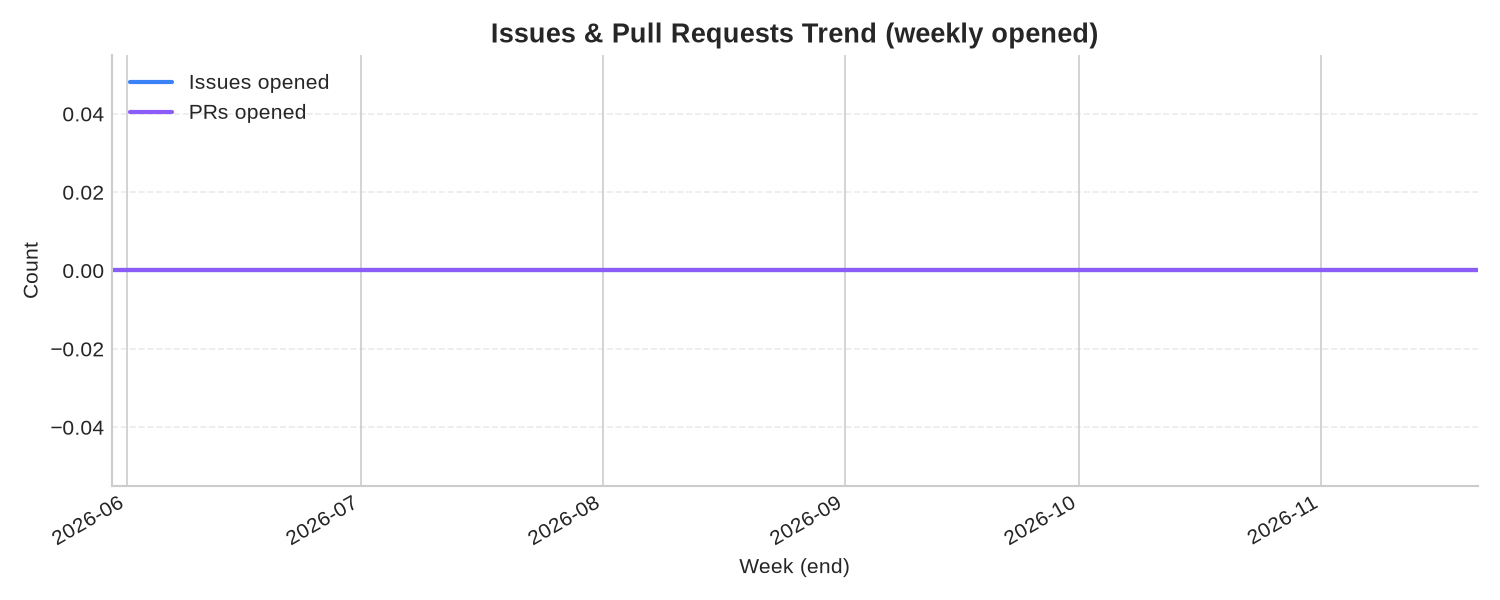 Issues & Pull Requests Trend (weekly opened)
Issues opened
PRs opened
Count
0.04
0.02
0.00
−0.02
−0.04
2026-06
2026-07
2026-08
2026-09
2026-10
2026-11
Week (end)